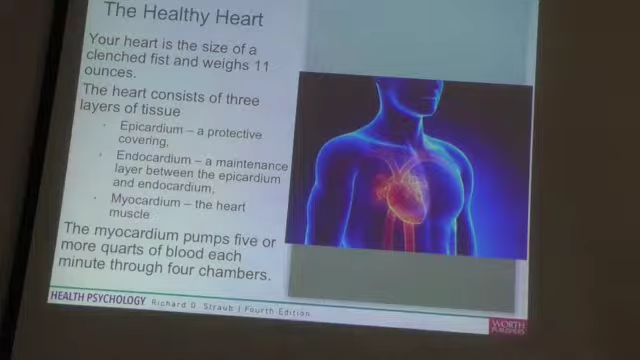 The Healthy Heart
Your heart is the size of a
clenched fist and weighs 11
ounces.
The heart consists of three
layers of tissue
Epicardium – a protective
covering,
Endocardium – a maintenance
layer between the epicardium
and endocardium,
Myocardium – the heart
muscle
The myocardium pumps five or
more quarts of blood each
minute through four chambers.
HEALTH PSYCHOLOGY Richard O. Straub | Fourth Edition
WORTH
PUBLISHERS